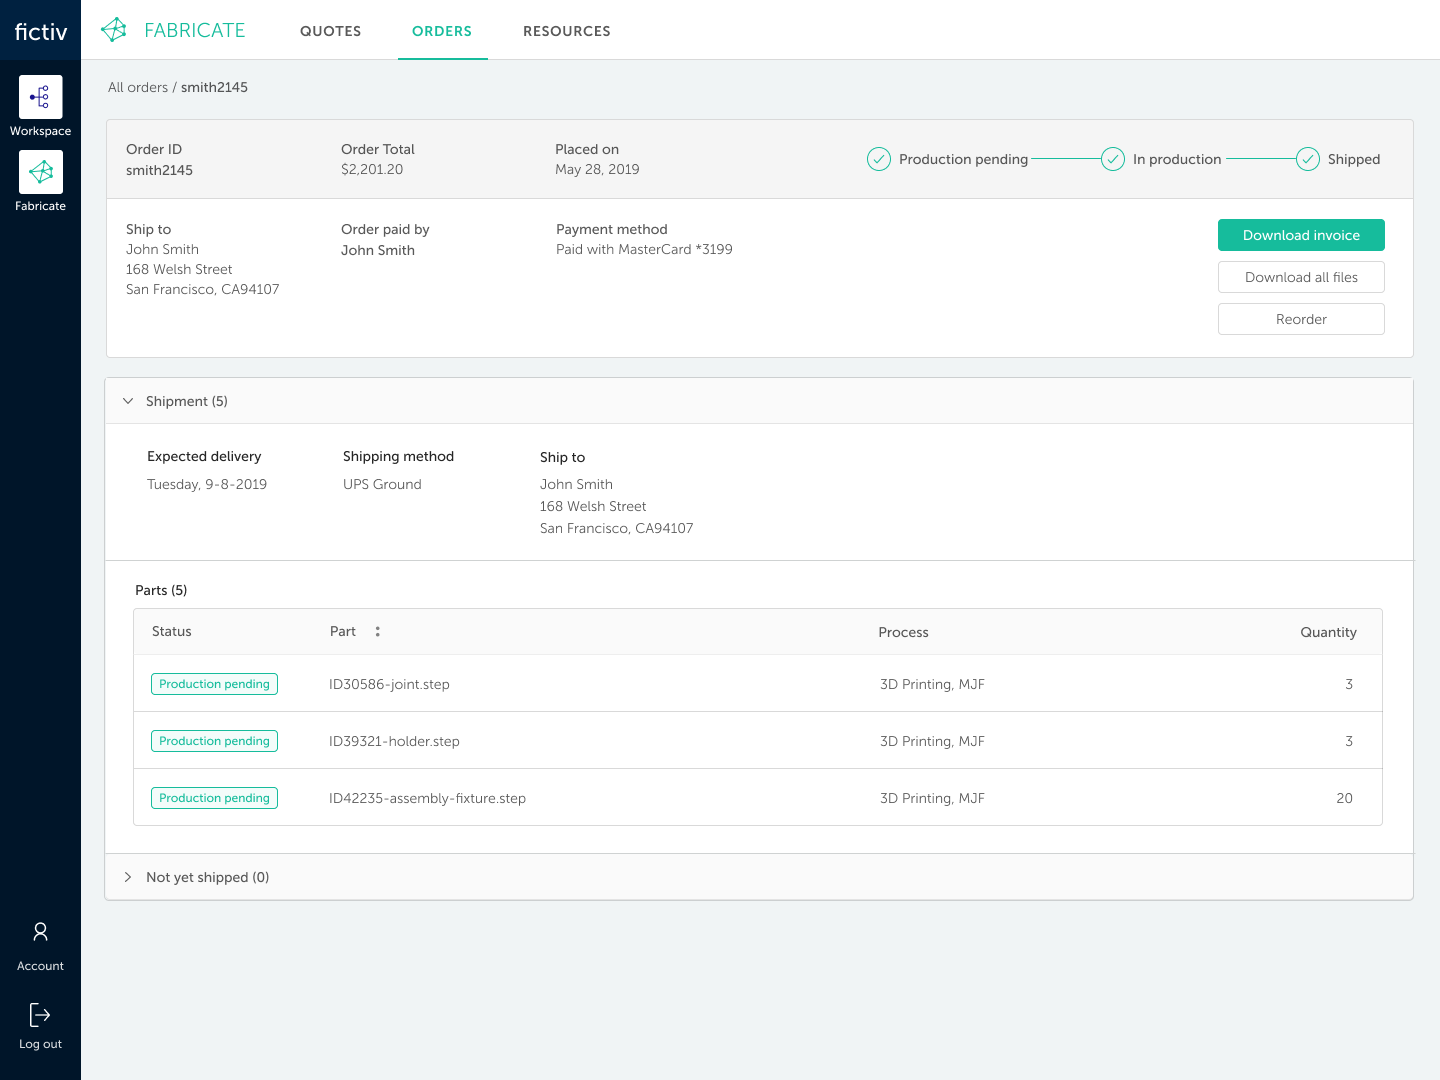 fictiv
FABRICATE
QUOTES
ORDERS
RESOURCES
Workspace
Fabricate
Account
Log out
All orders / smith2145
Order ID
smith2145
Order Total
$2,201.20
Placed on
May 28, 2019
Production pending
In production
Shipped
Ship to
John Smith
168 Welsh Street
San Francisco, CA94107
Order paid by
John Smith
Payment method
Paid with MasterCard *3199
Download invoice
Download all files
Reorder
Shipment (5)
Expected delivery
Tuesday, 9-8-2019
Shipping method
UPS Ground
Ship to
John Smith
168 Welsh Street
San Francisco, CA94107
Parts (5)
Status Part Process Quantity
Production pending ID30586-joint.step 3D Printing, MJF 3
Production pending ID39321-holder.step 3D Printing, MJF 3
Production pending ID42235-assembly-fixture.step 3D Printing, MJF 20
Not yet shipped (0)